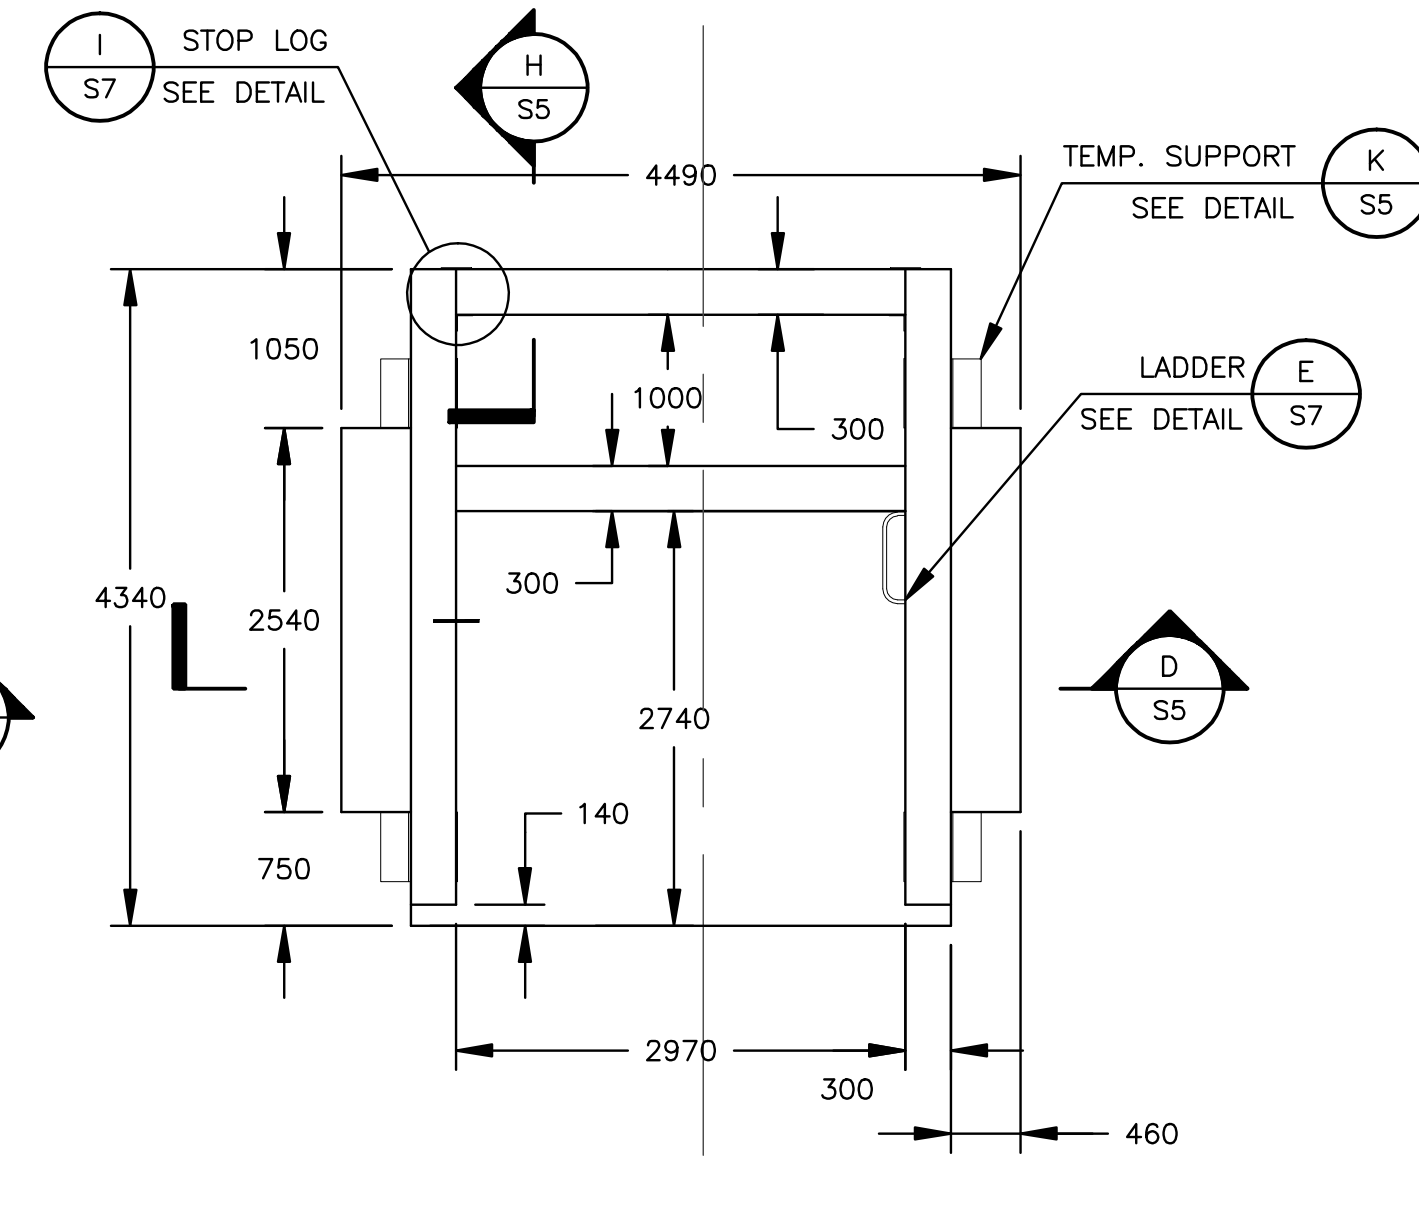 I
S7
STOP LOG
SEE DETAIL
H
S5
4490
TEMP. SUPPORT
SEE DETAIL
K
S5
1050
1000
300
LADDER
SEE DETAIL
E
S7
4340
2540
300
2740
D
S5
140
750
2970
300
460